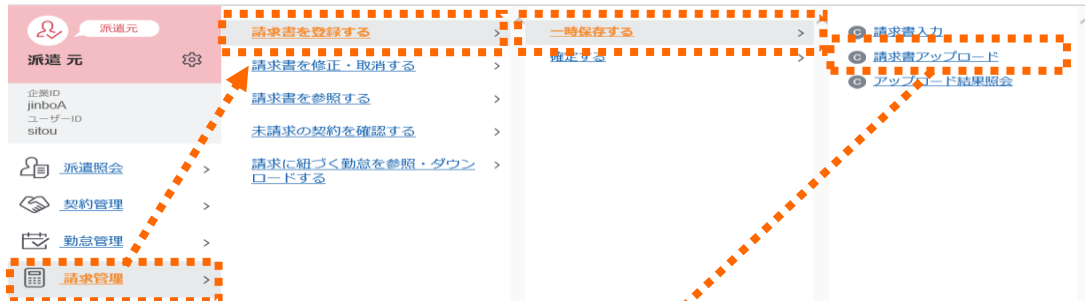 派遣元
派遣 元
企業ID
jinboA
ユーザーID
sitou
派遣照会
契約管理
勤怠管理
請求管理
請求書を登録する
請求書を修正・取消する
請求書を参照する
未請求の契約を確認する
請求に紐づく勤怠を参照・ダウン
ロードする
一時保存する
確定する
C 請求書入力
C 請求書アップロード
C アップロード結果照会